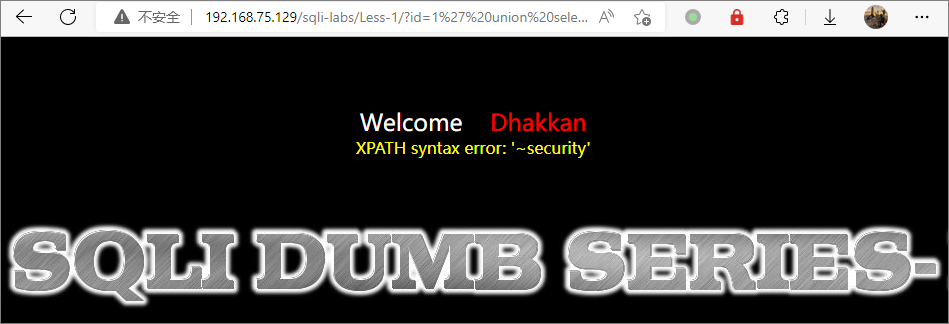 不安全 192.168.75.129/sqli-labs/Less-1/?id=1%27%20union%20sele...
Welcome Dhakkan
XPATH syntax error: '~security'
SQLI DUMB SERIES-